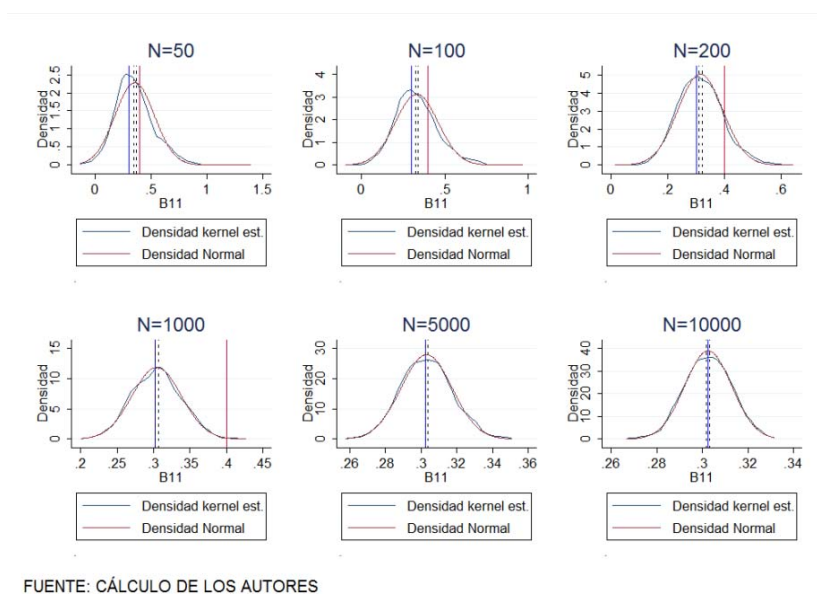 N=50 N=100 N=200
Densidad
0 .5 1 1.5 2 2.5
0 .5 1 1.5
B11
Densidad kernel est.
Densidad Normal
Densidad
0 1 2 3 4
0 .5 1
B11
Densidad kernel est.
Densidad Normal
Densidad
0 1 2 3 4 5
0 .2 .4 .6
B11
Densidad kernel est.
Densidad Normal
N=1000 N=5000 N=10000
Densidad
0 5 10 15
.2 .25 .3 .35 .4 .45
B11
Densidad kernel est.
Densidad Normal
Densidad
0 10 20 30
.26 .28 .3 .32 .34 .36
B11
Densidad kernel est.
Densidad Normal
Densidad
0 10 20 30 40
.26 .28 .3 .32 .34
B11
Densidad kernel est.
Densidad Normal
FUENTE: CÁLCULO DE LOS AUTORES